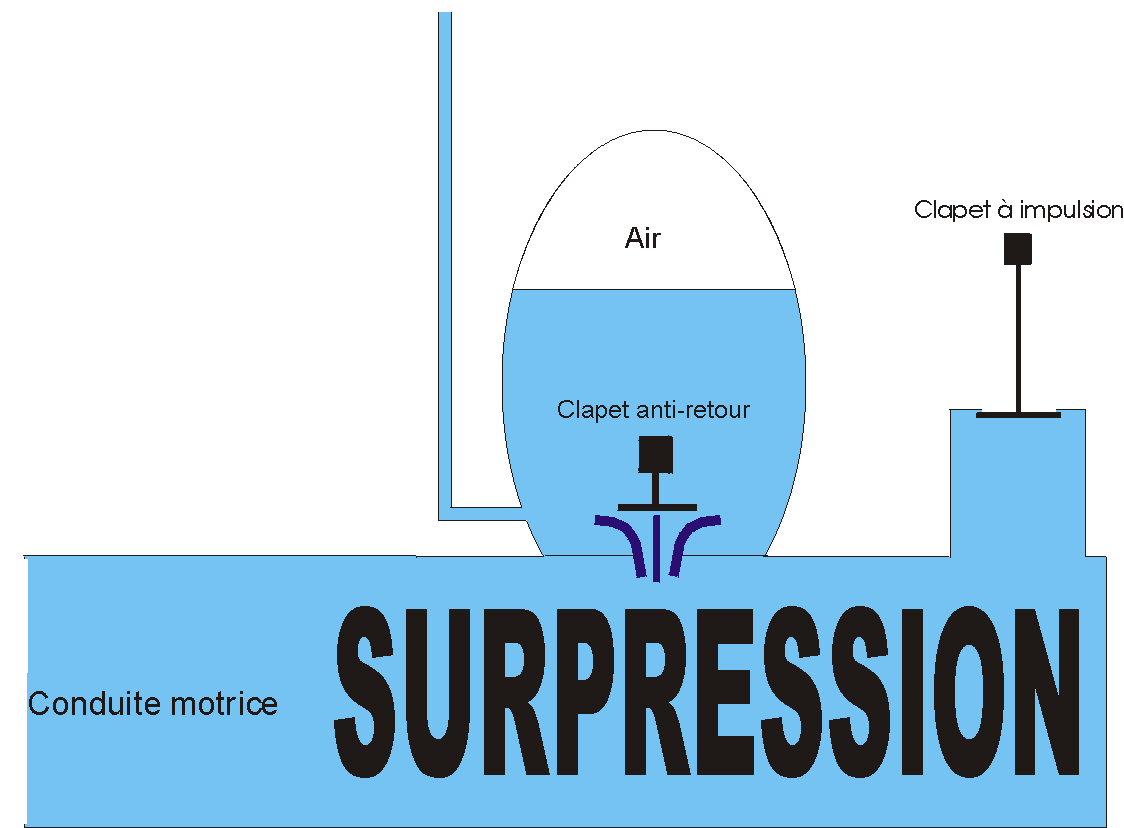 Clapet à impulsion
Air
Clapet anti-retour
SURPRESSION
Conduite motrice